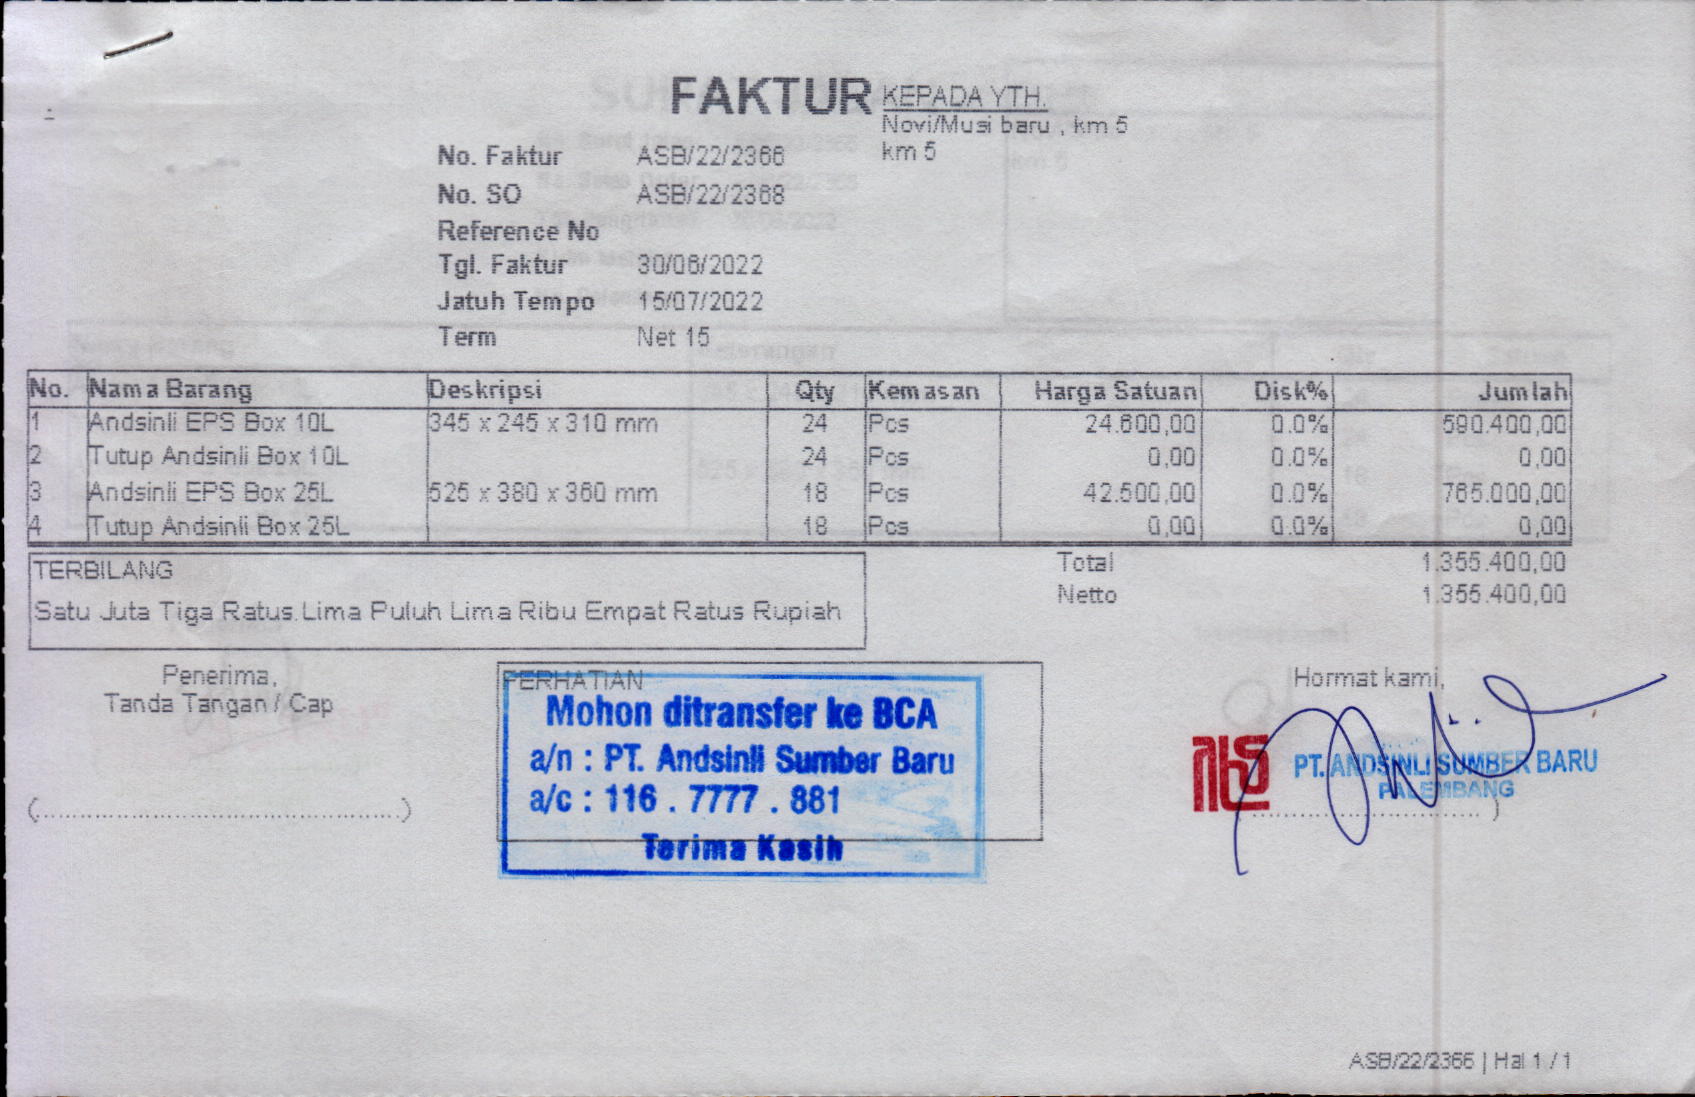 FAKTUR
KEPADA YTH.
Novi/Musi baru , km 5
km 5
No. Faktur ASB/22/2366
No. SO ASB/22/2368
Reference No
Tgl. Faktur 30/06/2022
Jatuh Tempo 15/07/2022
Term Net 15
No. Nama Barang Deskripsi Qty Kemasan Harga Satuan Disk% Jumlah
1 Andsinli EPS Box 10L 345 x 245 x 310 mm 24 Pcs 24.600,00 0.0% 590.400,00
2 Tutup Andsinli Box 10L 24 Pcs 0,00 0.0% 0,00
3 Andsinli EPS Box 25L 525 x 380 x 360 mm 18 Pcs 42.500,00 0.0% 765.000,00
4 Tutup Andsinli Box 25L 18 Pcs 0,00 0.0% 0,00
Total 1.355.400,00
Netto 1.355.400,00
TERBILANG
Satu Juta Tiga Ratus Lima Puluh Lima Ribu Empat Ratus Rupiah
Penerima,
Tanda Tangan / Cap
(..................................................)
PERHATIAN
Mohon ditransfer ke BCA
a/n : PT. Andsinli Sumber Baru
a/c : 116 . 7777 . 881
Terima Kasih
Hormat kami,
PT. ANDSINLI SUMBER BARU
PALEMBANG
ASB/22/2366 | Hal 1 / 1